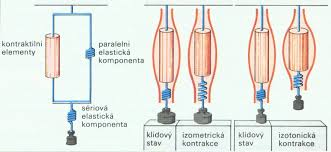 kontraktilní
elementy
paralelní
elastická
komponenta
sériová
elastická
komponenta
klidový
stav
izometrická
kontrakce
klidový
stav
izotonická
kontrakce